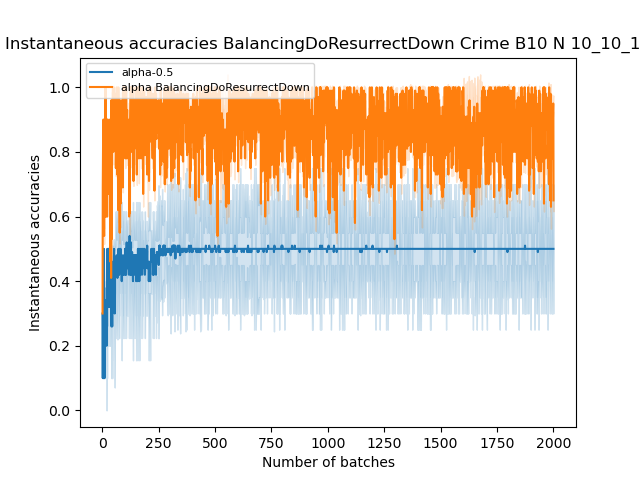 Instantaneous accuracies BalancingDoResurrectDown Crime B10 N 10_10_1
alpha-0.5
alpha BalancingDoResurrectDown
1.0
0.8
0.6
0.4
0.2
0.0
Instantaneous accuracies
0 250 500 750 1000 1250 1500 1750 2000
Number of batches